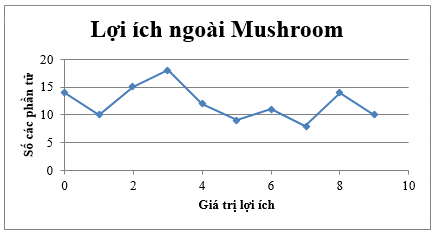 Lợi ích ngoài Mushroom
Số các phần tử
20
15
10
5
0
0 2 4 6 8 10
Giá trị lợi ích